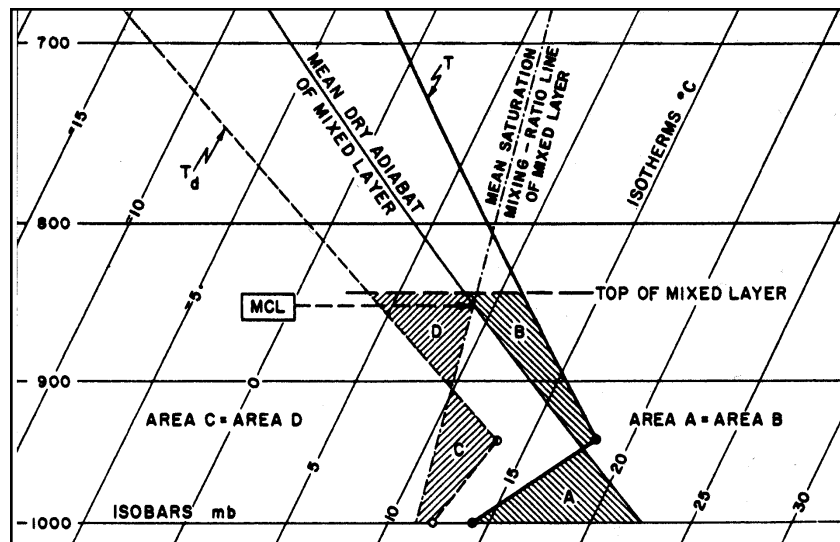 700
800
900
1000
=15
=10
=5.
0
5
10
15
20
25
30
T
T d
MEAN DRY ADIABAT
OF MIXED LAYER
MEAN SATURATION
MIXING-RATIO LINE
OF MIXED LAYER
ISOTHERMS °C
MCL
TOP OF MIXED LAYER
D
B
AREA C = AREA D
AREA A = AREA B
C
A
ISOBARS mb